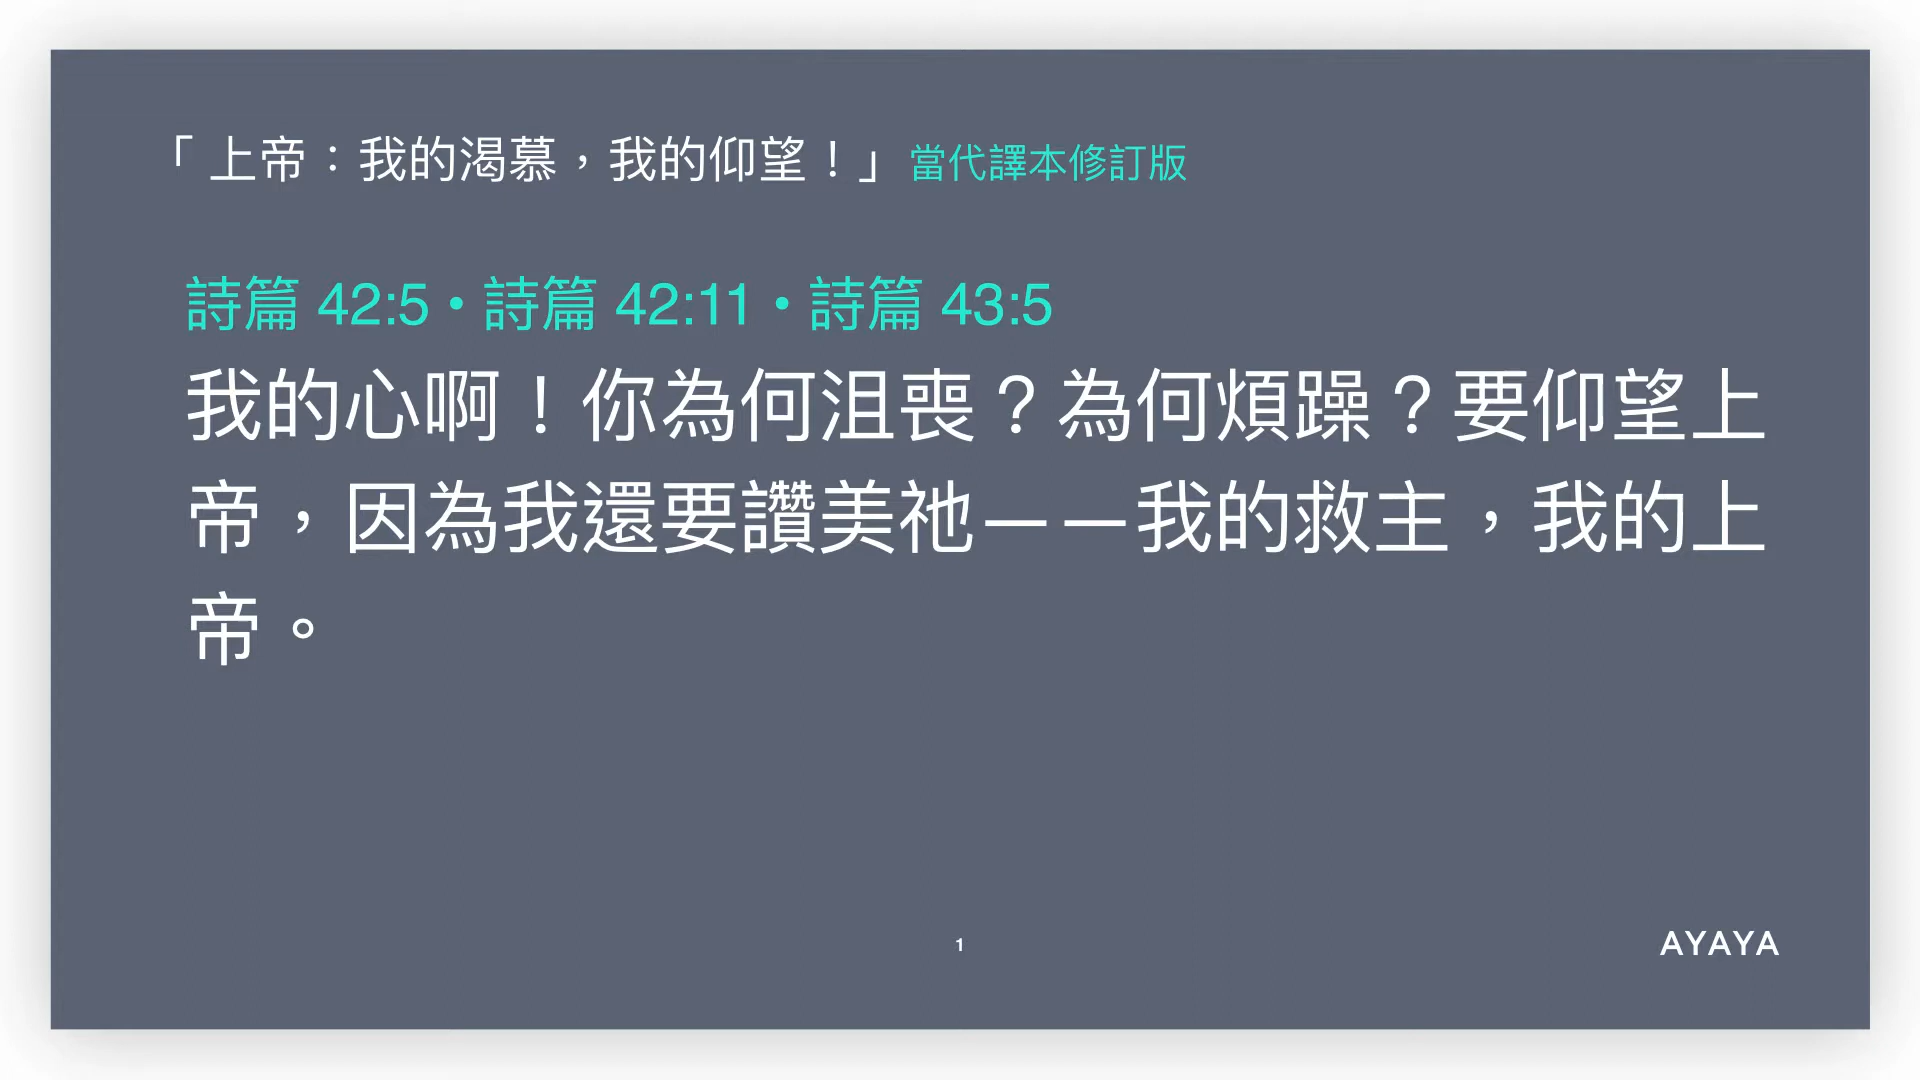 「 上帝：我的渴慕，我的仰望！」當代譯本修訂版
詩篇 42:5 • 詩篇 42:11 • 詩篇 43:5
我的心啊！你為何沮喪？為何煩躁？要仰望上
帝，因為我還要讚美祂——我的救主，我的上
帝。
1
AYAYA